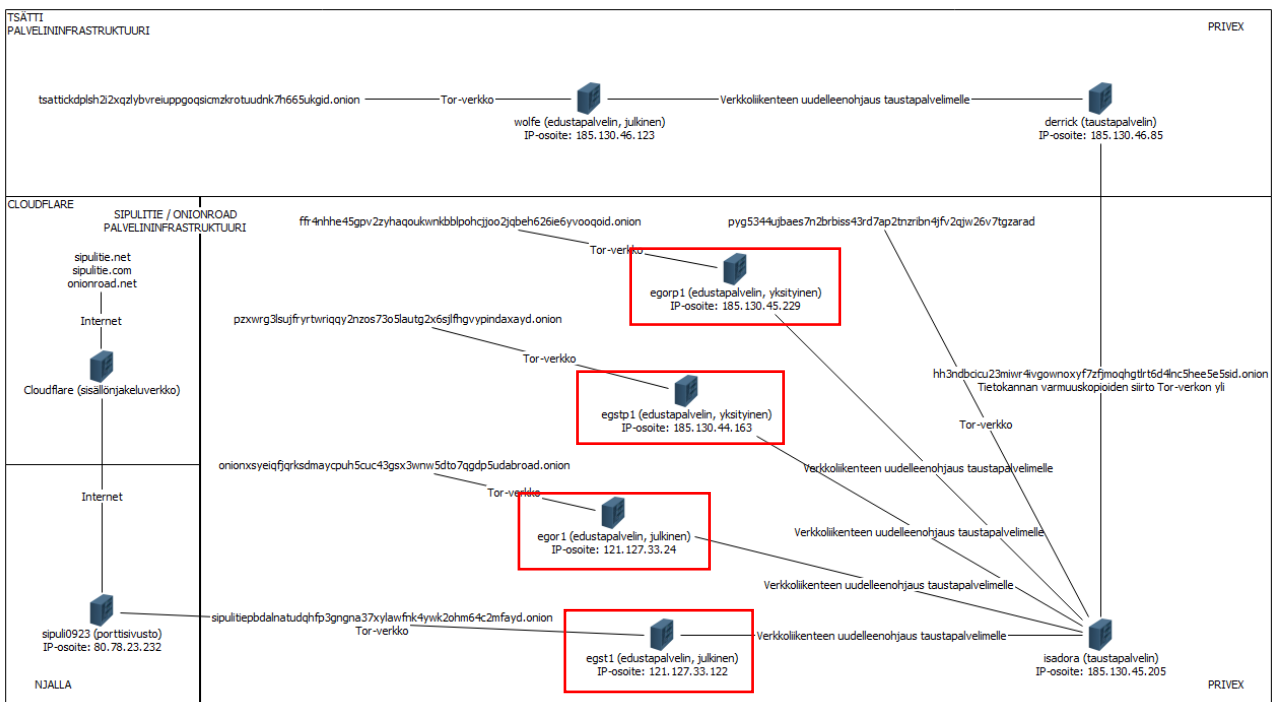 TSÄTTI
PALVELININFRASTRUKTUURI
PRIVEX
tsattickdplsh2i2xqzlybvreiuppgoqsicmzkrotuudnk7h665ukgid.onion
Tor-verkko
Verkkoliikenteen uudelleenohjaus taustapalvelimelle
wolfe (edustapalvelin, julkinen)
IP-osoite: 185.130.46.123
derrick (taustapalvelin)
IP-osoite: 185.130.46.85
CLOUDFLARE
SIPULITIE / ONIONROAD
PALVELININFRASTRUKTUURI
ffr4nhhe45gpv2zyhaqoukwnkbblpohcjjoo2jqbeh626ie6yvooqoid.onion
pyg5344ujbaes7n2brbiss43rd7ap2tnzribn4jfv2qjw26v7tgzarad
Tor-verkko
sipulitie.net
sipulitie.com
onionroad.net
egorp1 (edustapalvelin, yksityinen)
IP-osoite: 185.130.45.229
Internet
pzxwrg3lsujfryrtwriqqy2nzos73o5lautg2x6sjlfhgvypindaxayd.onion
Tor-verkko
hh3ndbcicu23miwr4ivgownoxyf7zfjmoqhgtlrt6d4lnc5hee5e5sid.onion
Tietokannan varmuuskopioiden siirto Tor-verkon yli
Cloudflare (sisällönjakeluverkko)
egstp1 (edustapalvelin, yksityinen)
IP-osoite: 185.130.44.163
Tor-verkko
onionxsyeiqfjqrksdmaycpuh5cuc43gsx3wnw5dto7qgdp5udabroad.onion
Verkkoliikenteen uudelleenohjaus taustapalvelimelle
Internet
Tor-verkko
egor1 (edustapalvelin, julkinen)
IP-osoite: 121.127.33.24
Verkkoliikenteen uudelleenohjaus taustapalvelimelle
Verkkoliikenteen uudelleenohjaus taustapalvelimelle
sipulitiepbdalnatudqhfp3gngna37xylawfnk4ywk2ohm64c2mfayd.onion
Tor-verkko
sipuli0923 (porttisivusto)
IP-osoite: 80.78.23.232
Verkkoliikenteen uudelleenohjaus taustapalvelimelle
egst1 (edustapalvelin, julkinen)
IP-osoite: 121.127.33.122
isadora (taustapalvelin)
IP-osoite: 185.130.45.205
NJALLA
PRIVEX